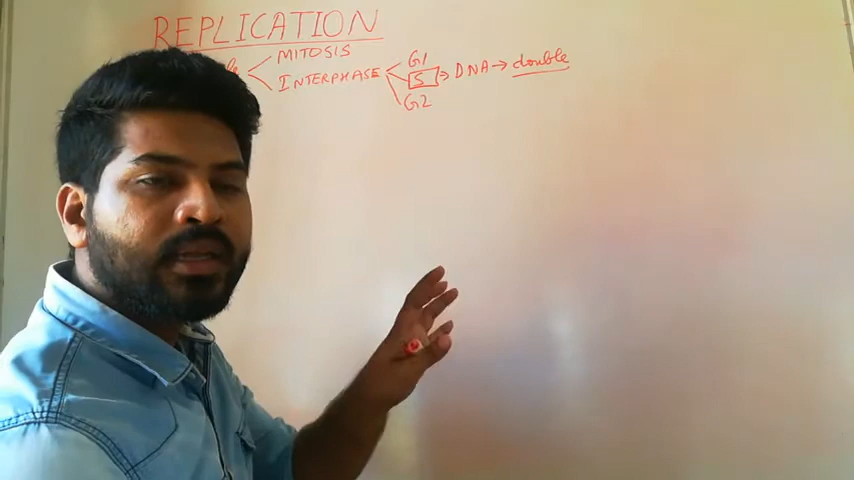 REPLICATION
MITOSIS
INTERPHASE G1
S → DNA → double
G2